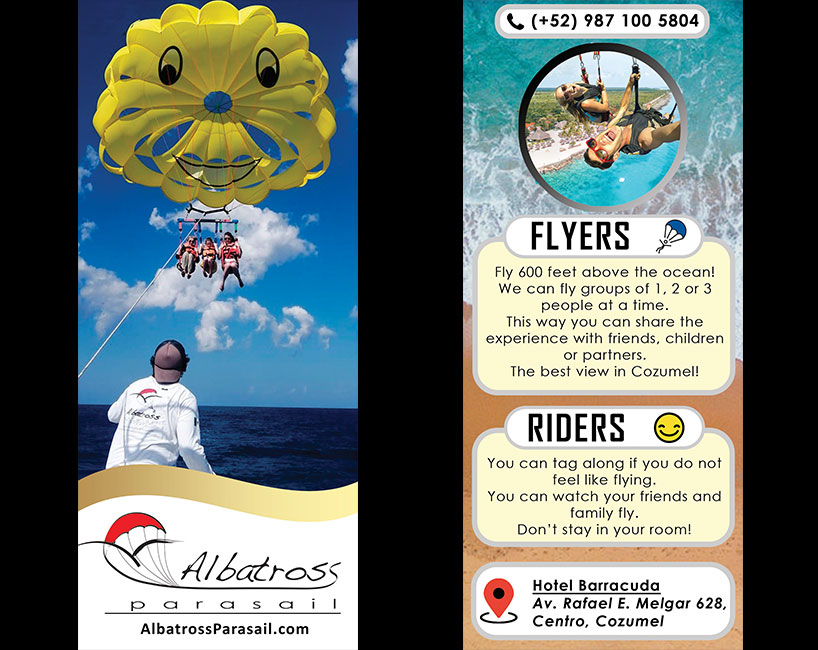 Albatross
Albatross
parasail
AlbatrossParasail.com
(+52) 987 100 5804
FLYERS
Fly 600 feet above the ocean!
We can fly groups of 1, 2 or 3
people at a time.
This way you can share the
experience with friends, children
or partners.
The best view in Cozumel!
RIDERS
You can tag along if you do not
feel like flying.
You can watch your friends and
family fly.
Don't stay in your room!
Hotel Barracuda
Av. Rafael E. Melgar 628,
Centro, Cozumel